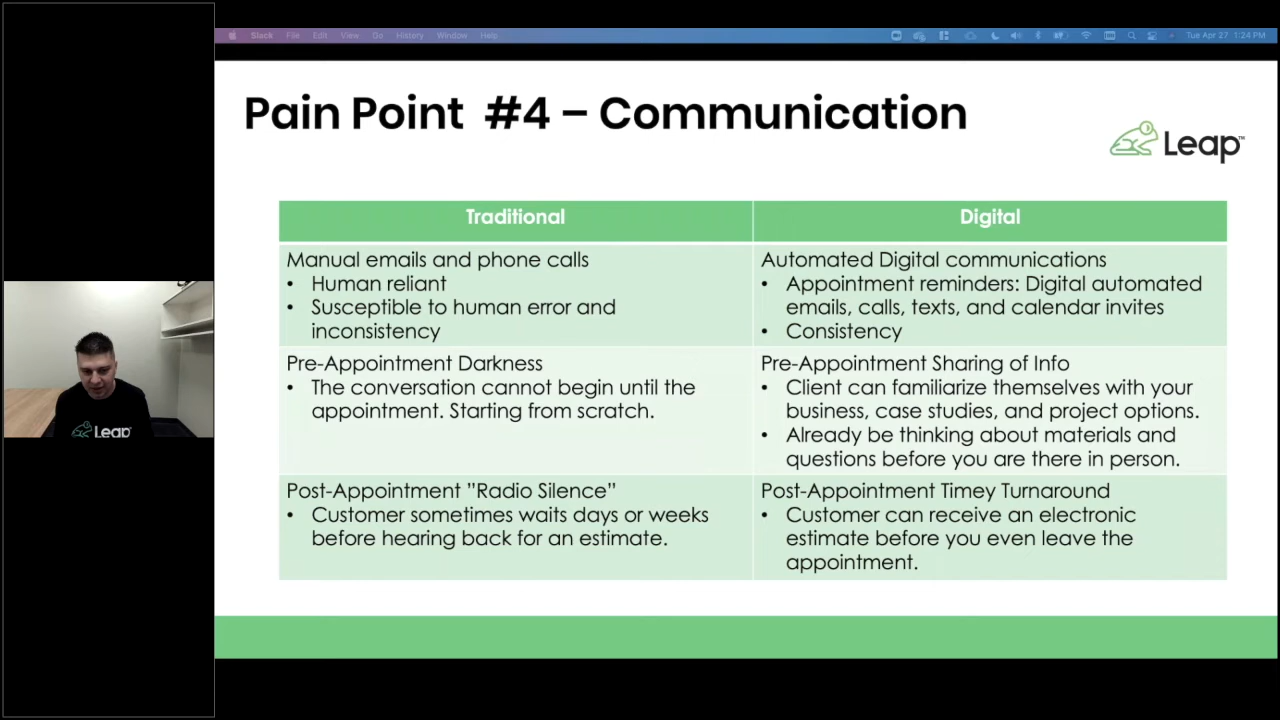 Slack File Edit View Go History Window Help
Tue Apr 27 1:24 PM
Pain Point #4 – Communication
Leap™
Traditional
Digital
Manual emails and phone calls
• Human reliant
• Susceptible to human error and
inconsistency
Automated Digital communications
• Appointment reminders: Digital automated
emails, calls, texts, and calendar invites
• Consistency
Pre-Appointment Darkness
• The conversation cannot begin until the
appointment. Starting from scratch.
Pre-Appointment Sharing of Info
• Client can familiarize themselves with your
business, case studies, and project options.
• Already be thinking about materials and
questions before you are there in person.
Post-Appointment ”Radio Silence”
• Customer sometimes waits days or weeks
before hearing back for an estimate.
Post-Appointment Timey Turnaround
• Customer can receive an electronic
estimate before you even leave the
appointment.
Leap